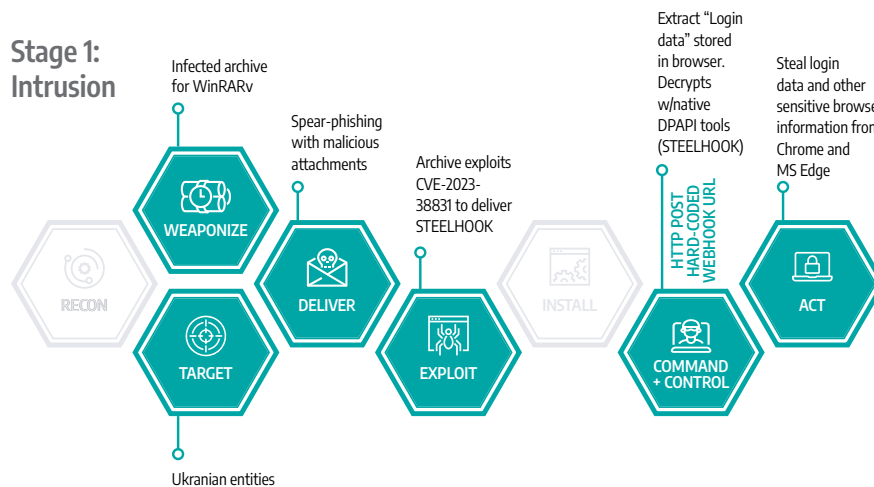 Stage 1:
Intrusion
Infected archive
for WinRARv
Spear-phishing
with malicious
attachments
Archive exploits
CVE-2023-
38831 to deliver
STEELHOOK
Extract “Login
data” stored
in browser.
Decrypts
w/native
DPAPI tools
(STEELHOOK)
Steal login
data and other
sensitive browse
information from
Chrome and
MS Edge
HTTP POST
HARD-CODED
WEBHOOK URL
RECON
WEAPONIZE
TARGET
DELIVER
EXPLOIT
INSTALL
COMMAND
+ CONTROL
ACT
Ukranian entities